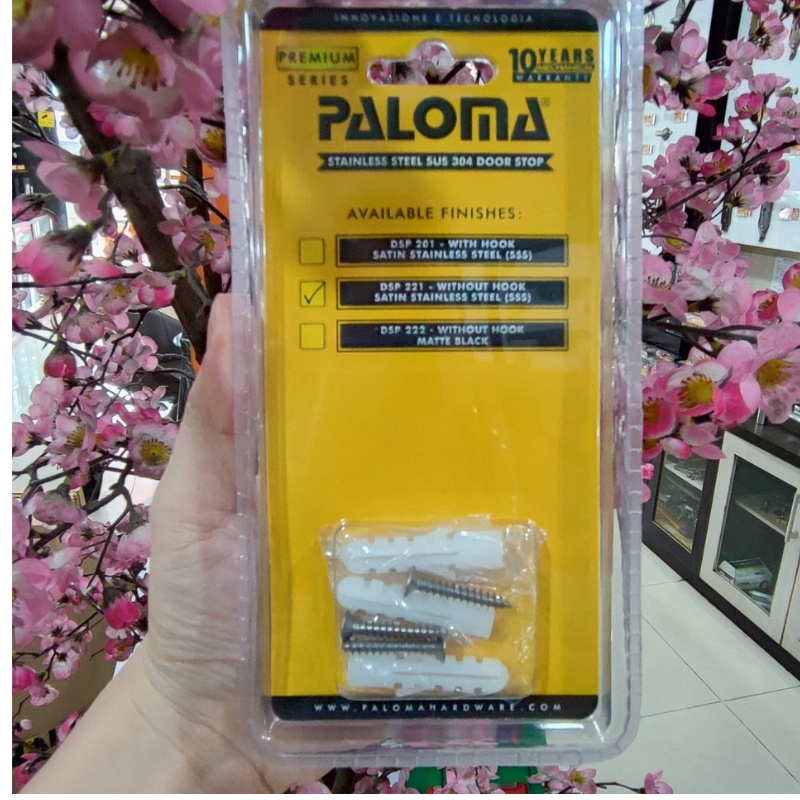 INNOVAZIONE E TECNOLOGIA
PREMIUM
SERIES
10 YEARS
WARRANTY
PALOMA®
STAINLESS STEEL SUS 304 DOOR STOP
AVAILABLE FINISHES:
DSP 201 - WITH HOOK
SATIN STAINLESS STEEL (SSS)
DSP 221 - WITHOUT HOOK
SATIN STAINLESS STEEL (SSS)
DSP 222 - WITHOUT HOOK
MATTE BLACK
WWW.PALOMAHARDWARE.COM